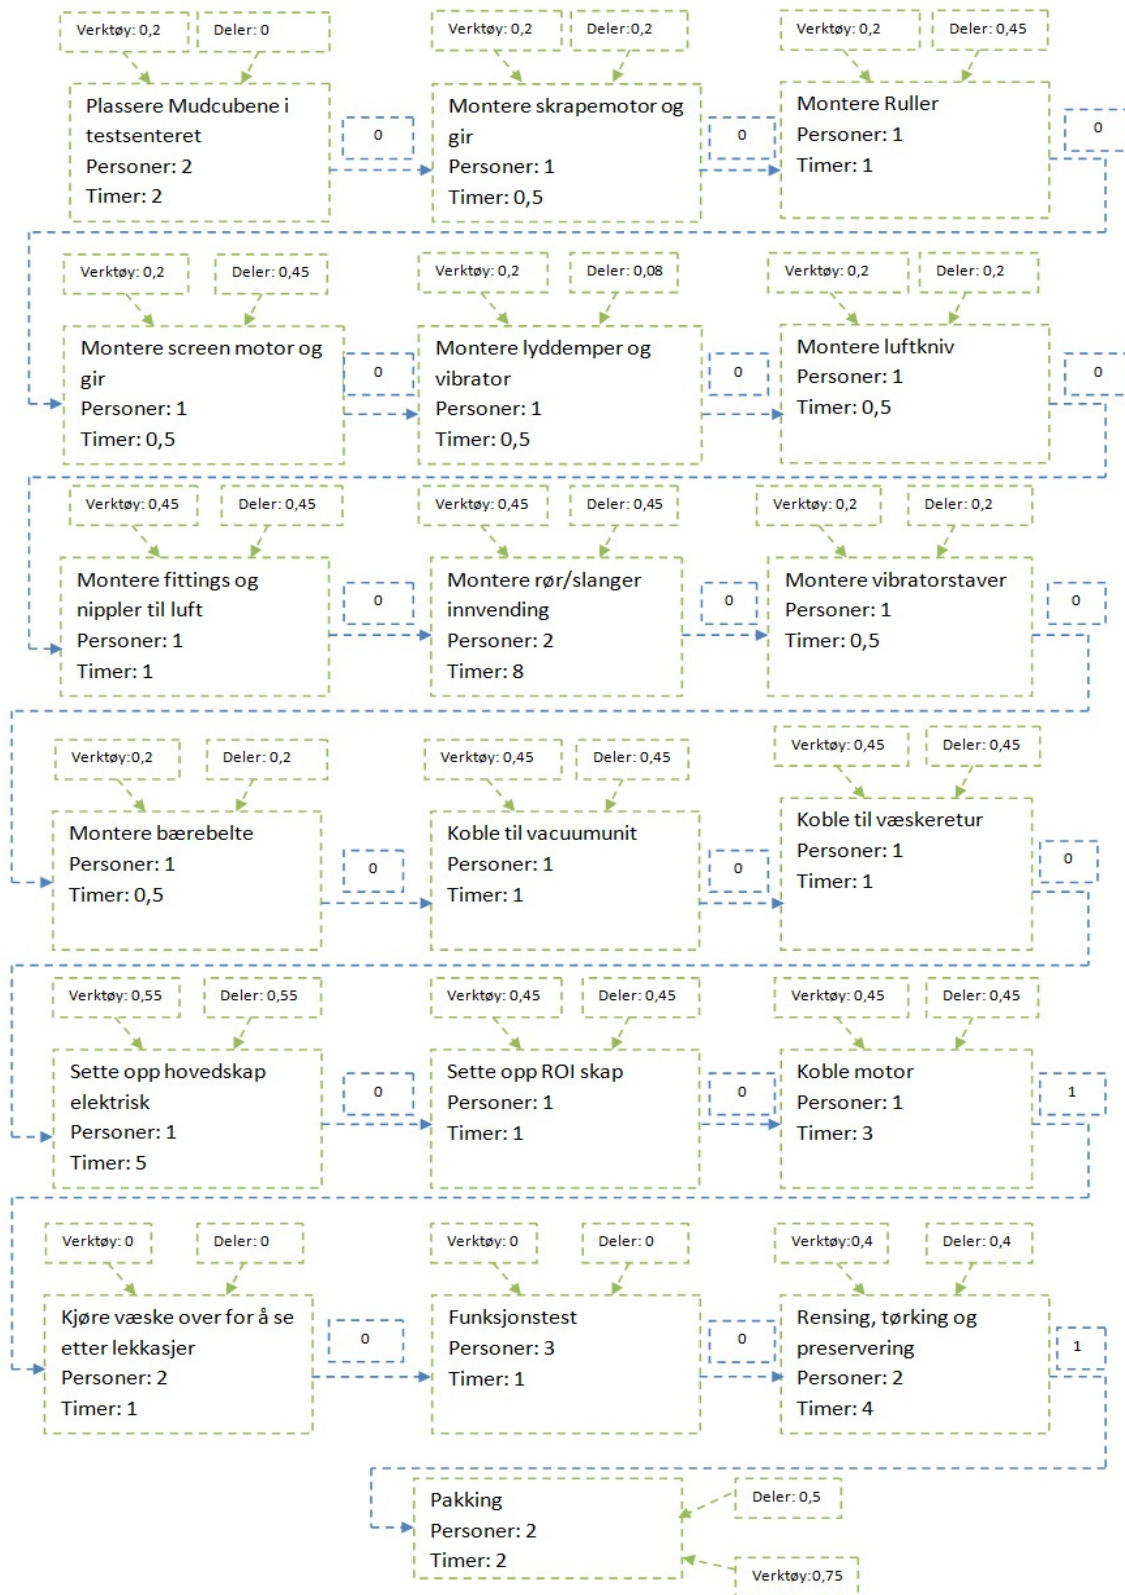 Verktøy: 0,2
Deler: 0
Verktøy: 0,2
Deler:0,2
Verktøy: 0,2
Deler: 0,45
Plassere Mudcubene i
testsenteret
Personer: 2
Timer: 2
0
Montere skrapemotor og
gir
Personer: 1
Timer: 0,5
0
Montere Ruller
Personer: 1
Timer: 1
0
Verktøy: 0,2
Deler: 0,45
Verktøy: 0,2
Deler: 0,08
Verktøy: 0,2
Deler: 0,2
Montere screen motor og
gir
Personer: 1
Timer: 0,5
0
Montere lyddemper og
vibrator
Personer: 1
Timer: 0,5
0
Montere luftkniv
Personer: 1
Timer: 0,5
0
Verktøy: 0,45
Deler: 0,45
Verktøy: 0,45
Deler: 0,45
Verktøy: 0,2
Deler: 0,2
Montere fittings og
nippler til luft
Personer: 1
Timer: 1
0
Montere rør/slanger
innvending
Personer: 2
Timer: 8
0
Montere vibratorstaver
Personer: 1
Timer: 0,5
0
Verktøy:0,2
Deler: 0,2
Verktøy: 0,45
Deler: 0,45
Verktøy: 0,45
Deler: 0,45
Montere bærebelte
Personer: 1
Timer: 0,5
0
Koble til vacuumunit
Personer: 1
Timer: 1
0
Koble til væskeretur
Personer: 1
Timer: 1
0
Verktøy: 0,55
Deler: 0,55
Verktøy: 0,45
Deler: 0,45
Verktøy: 0,45
Deler: 0,45
Sette opp hovedskap
elektrisk
Personer: 1
Timer: 5
0
Sette opp ROI skap
Personer: 1
Timer: 1
0
Koble motor
Personer: 1
Timer: 3
1
Verktøy: 0
Deler: 0
Verktøy: 0
Deler: 0
Verktøy:0,4
Deler: 0,4
Kjøre væske over for å se
etter lekkasjer
Personer: 2
Timer: 1
0
Funksjonstest
Personer: 3
Timer: 1
0
Rensing, tørking og
preservering
Personer: 2
Timer: 4
1
Pakking
Personer: 2
Timer: 2
Deler: 0,5
Verktøy:0,75